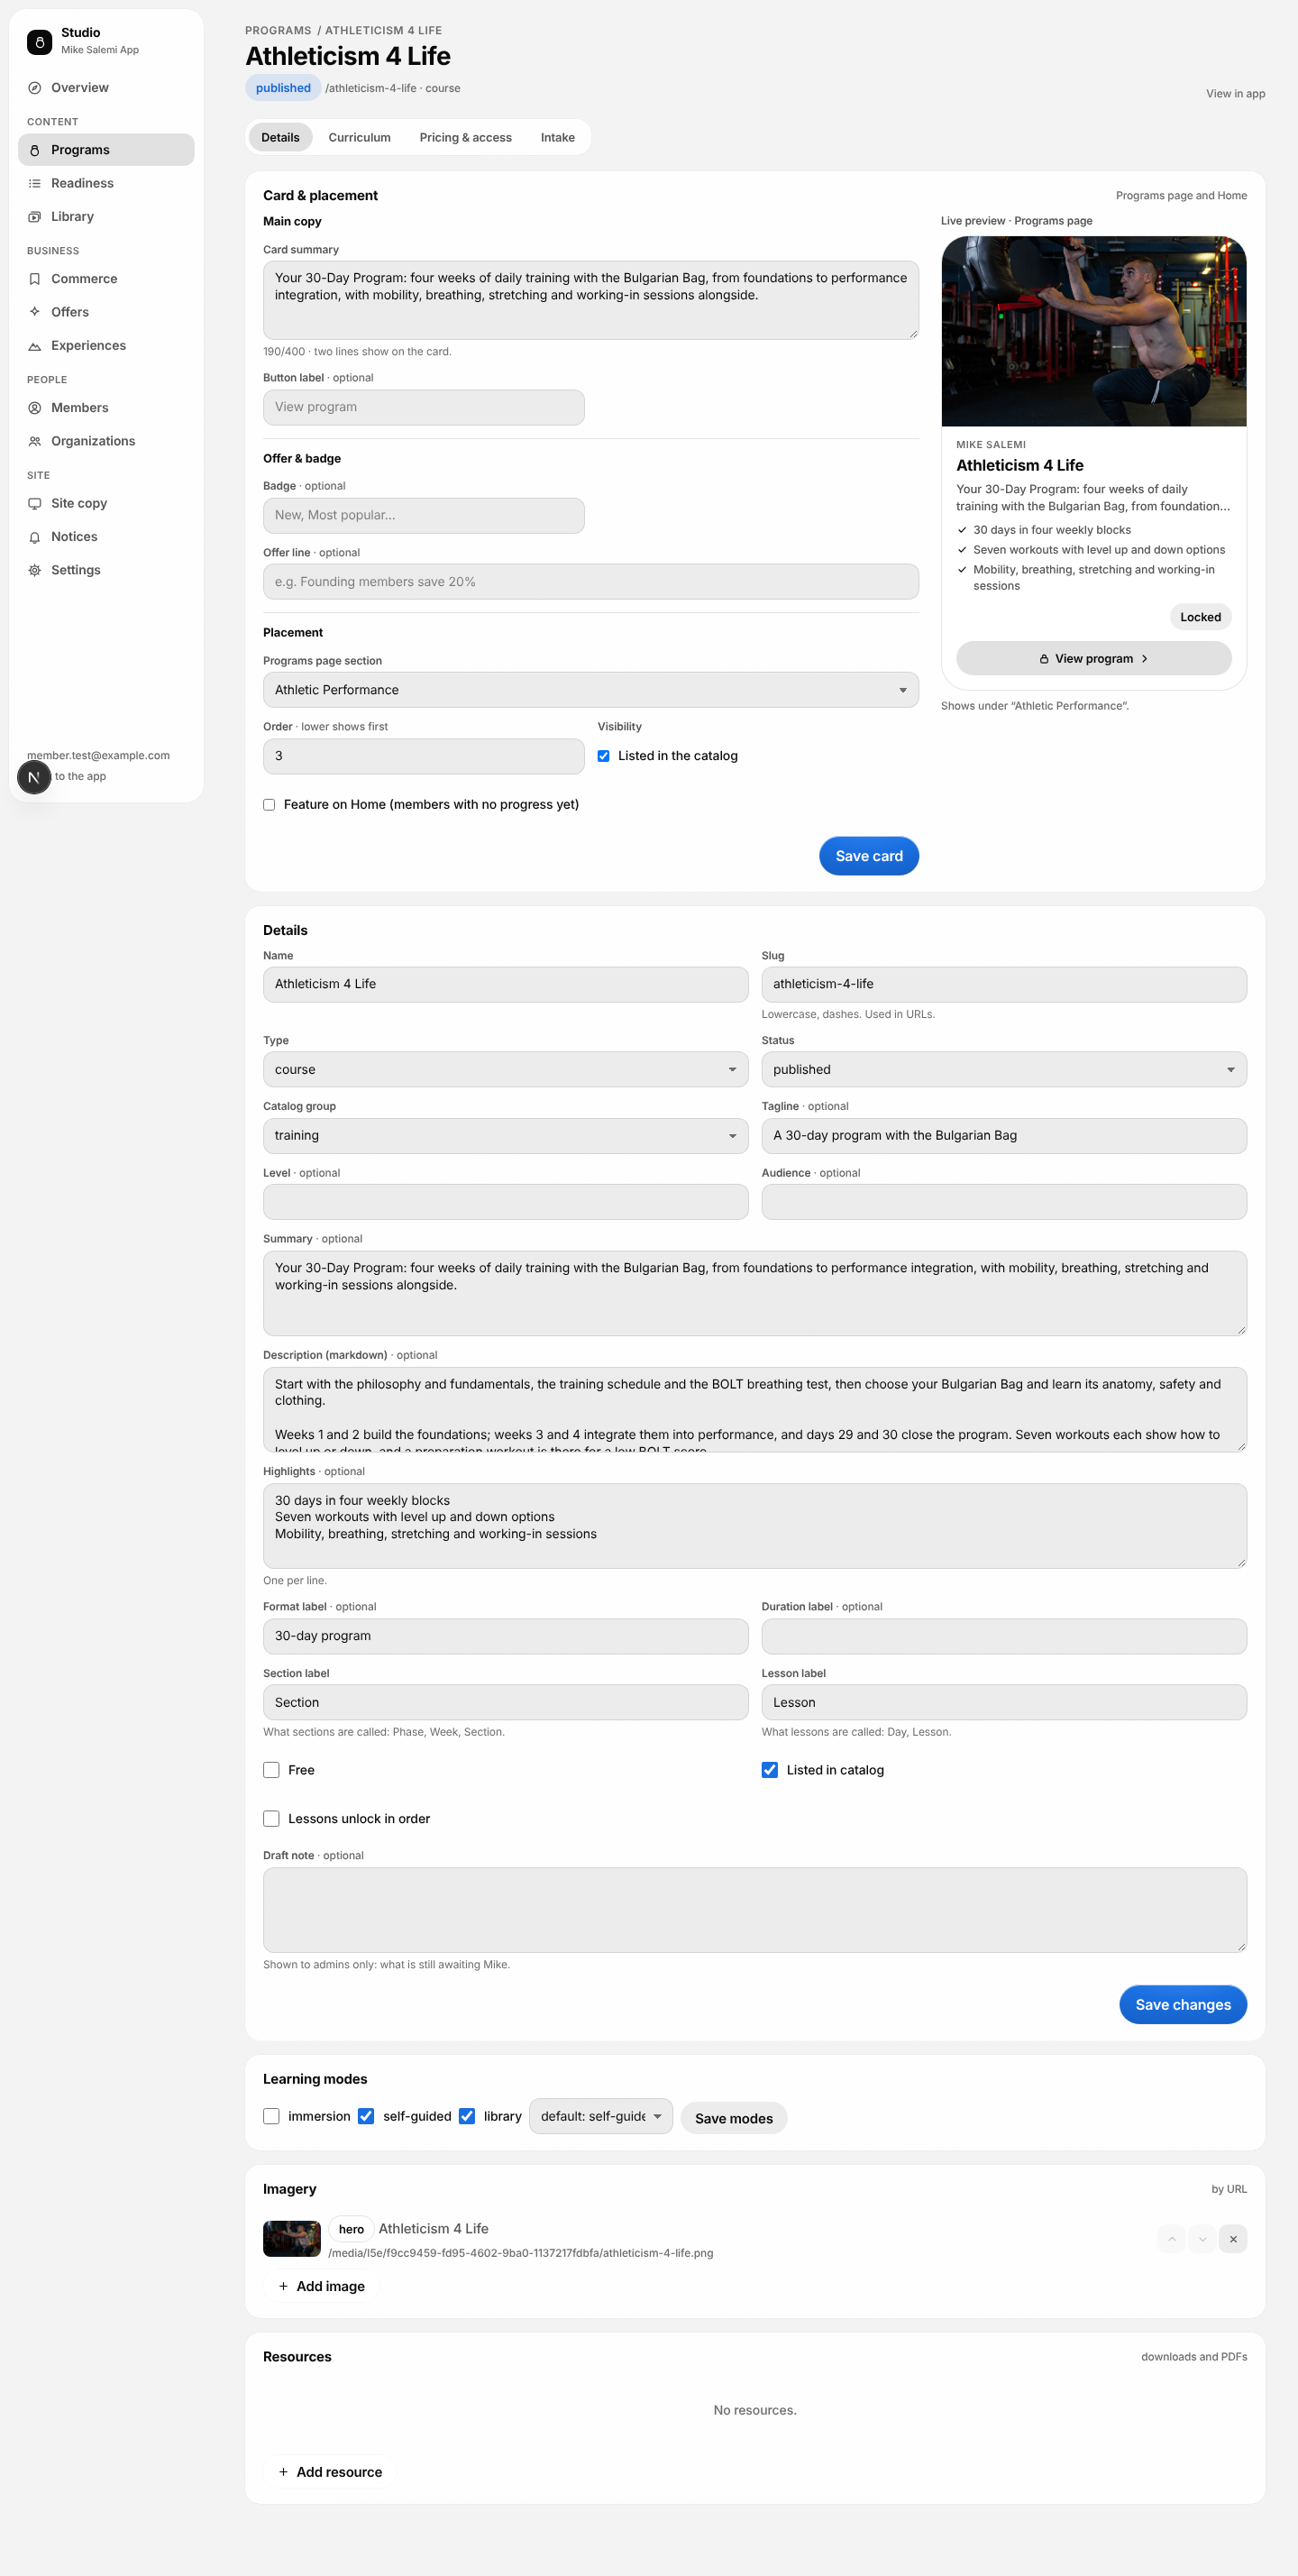 Studio
Mike Salemi App
Overview
CONTENT
Programs
Readiness
Library
BUSINESS
Commerce
Offers
Experiences
PEOPLE
Members
Organizations
SITE
Site copy
Notices
Settings
member.test@example.com
N
to the app
PROGRAMS / ATHLETICISM 4 LIFE
Athleticism 4 Life
published /athleticism-4-life · course
View in app
Details Curriculum Pricing & access Intake
Card & placement
Programs page and Home
Main copy
Card summary
Your 30-Day Program: four weeks of daily training with the Bulgarian Bag, from foundations to performance
integration, with mobility, breathing, stretching and working-in sessions alongside.
190/400 · two lines show on the card.
Button label · optional
View program
Offer & badge
Badge · optional
New, Most popular...
Offer line · optional
e.g. Founding members save 20%
Placement
Programs page section
Athletic Performance
Order · lower shows first
Visibility
3
Listed in the catalog
Feature on Home (members with no progress yet)
Save card
Live preview · Programs page
MIKE SALEMI
Athleticism 4 Life
Your 30-Day Program: four weeks of daily
training with the Bulgarian Bag, from foundation...
30 days in four weekly blocks
Seven workouts with level up and down options
Mobility, breathing, stretching and working-in
sessions
Locked
View program
Shows under “Athletic Performance”.
Details
Name
Slug
Athleticism 4 Life
athleticism-4-life
Lowercase, dashes. Used in URLs.
Type
Status
course
published
Catalog group
Tagline · optional
training
A 30-day program with the Bulgarian Bag
Level · optional
Audience · optional
Summary · optional
Your 30-Day Program: four weeks of daily training with the Bulgarian Bag, from foundations to performance integration, with mobility, breathing, stretching and
working-in sessions alongside.
Description (markdown) · optional
Start with the philosophy and fundamentals, the training schedule and the BOLT breathing test, then choose your Bulgarian Bag and learn its anatomy, safety and
clothing.
Weeks 1 and 2 build the foundations; weeks 3 and 4 integrate them into performance, and days 29 and 30 close the program. Seven workouts each show how to
level up or down, and a preparation workout is there for a low BOLT score.
Highlights · optional
30 days in four weekly blocks
Seven workouts with level up and down options
Mobility, breathing, stretching and working-in sessions
One per line.
Format label · optional
Duration label · optional
30-day program
Section label
Lesson label
Section
Lesson
What sections are called: Phase, Week, Section.
What lessons are called: Day, Lesson.
Free
Listed in catalog
Lessons unlock in order
Draft note · optional
Shown to admins only: what is still awaiting Mike.
Save changes
Learning modes
immersion self-guided library default: self-guide Save modes
Imagery
by URL
hero Athleticism 4 Life
/media/l5e/f9cc9459-fd95-4602-9ba0-1137217fdbfa/athleticism-4-life.png
+ Add image
Resources
downloads and PDFs
No resources.
+ Add resource